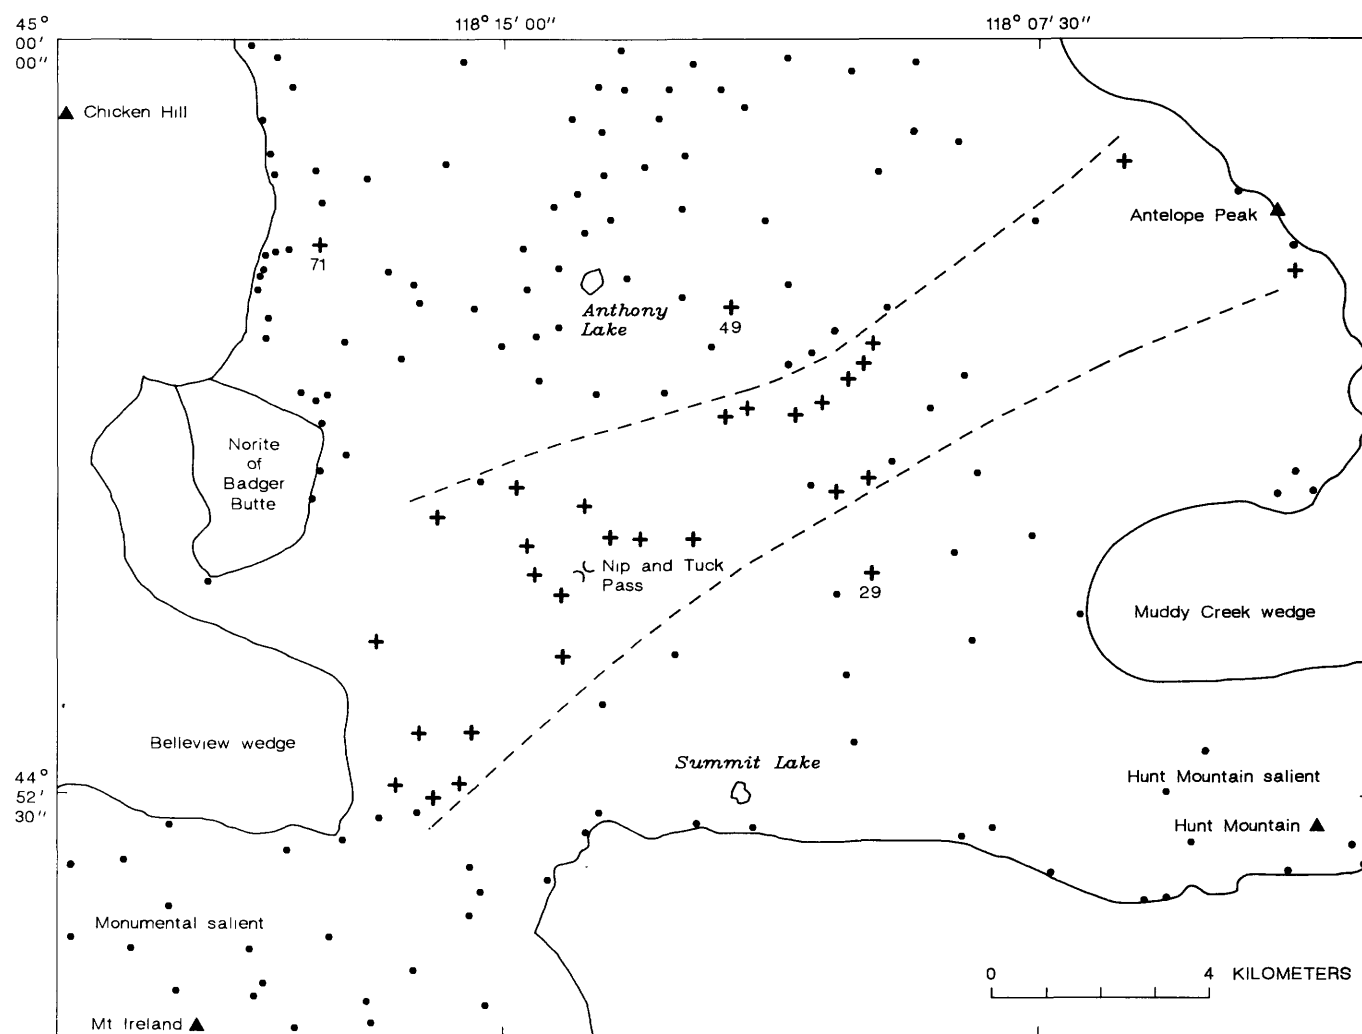 45°
00'
00"
118° 15' 00"
118° 07' 30"
Chicken Hill
Antelope Peak
71
Anthony
Lake
49
Norite
of
Badger
Butte
Nip and Tuck
Pass
29
Muddy Creek wedge
Belleview wedge
44°
52'
30"
Summit Lake
Hunt Mountain salient
Hunt Mountain
Monumental salient
0 4 KILOMETERS
Mt Ireland